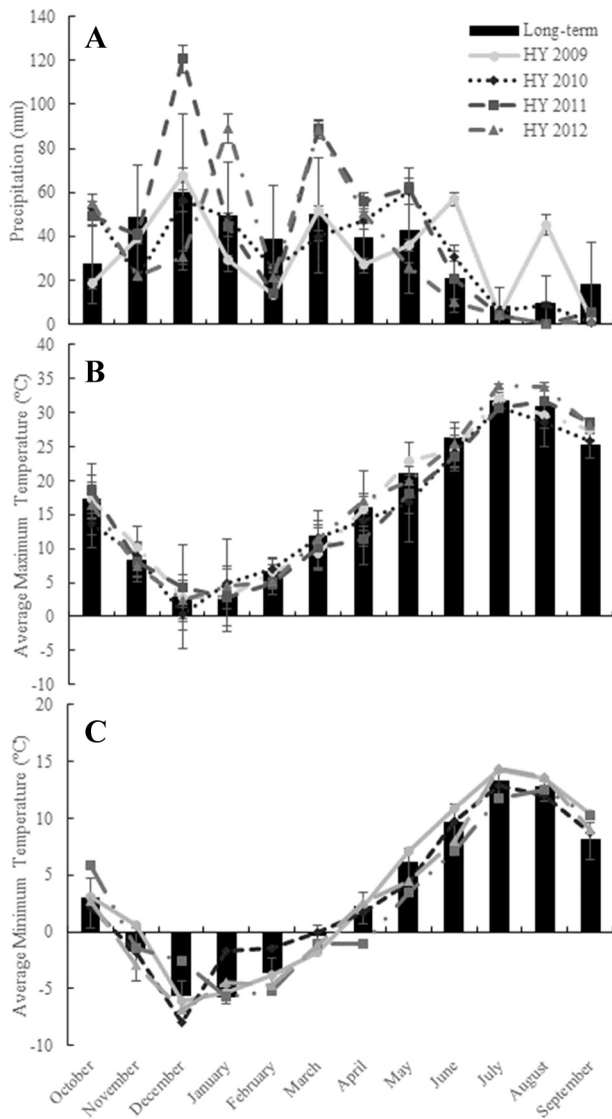 A
Long-term
HY 2009
HY 2010
HY 2011
HY 2012
Precipitation (mm)
140
120
100
80
60
40
20
0
B
Average Maximum Temperature (ºC)
40
35
30
25
20
15
10
5
0
-5
-10
C
Average Minimum Temperature (ºC)
20
15
10
5
0
-5
-10
October
November
December
January
February
March
April
May
June
July
August
September